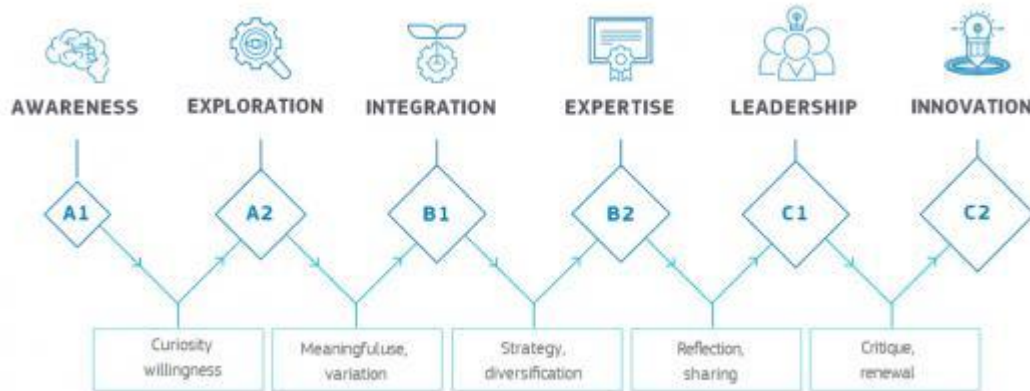 AWARENESS
EXPLORATION
INTEGRATION
EXPERTISE
LEADERSHIP
INNOVATION
A1
A2
B1
B2
C1
C2
Curiosity
willingness
Meaningfuluse,
variation
Strategy,
diversification
Reflection,
sharing
Critique,
renewal